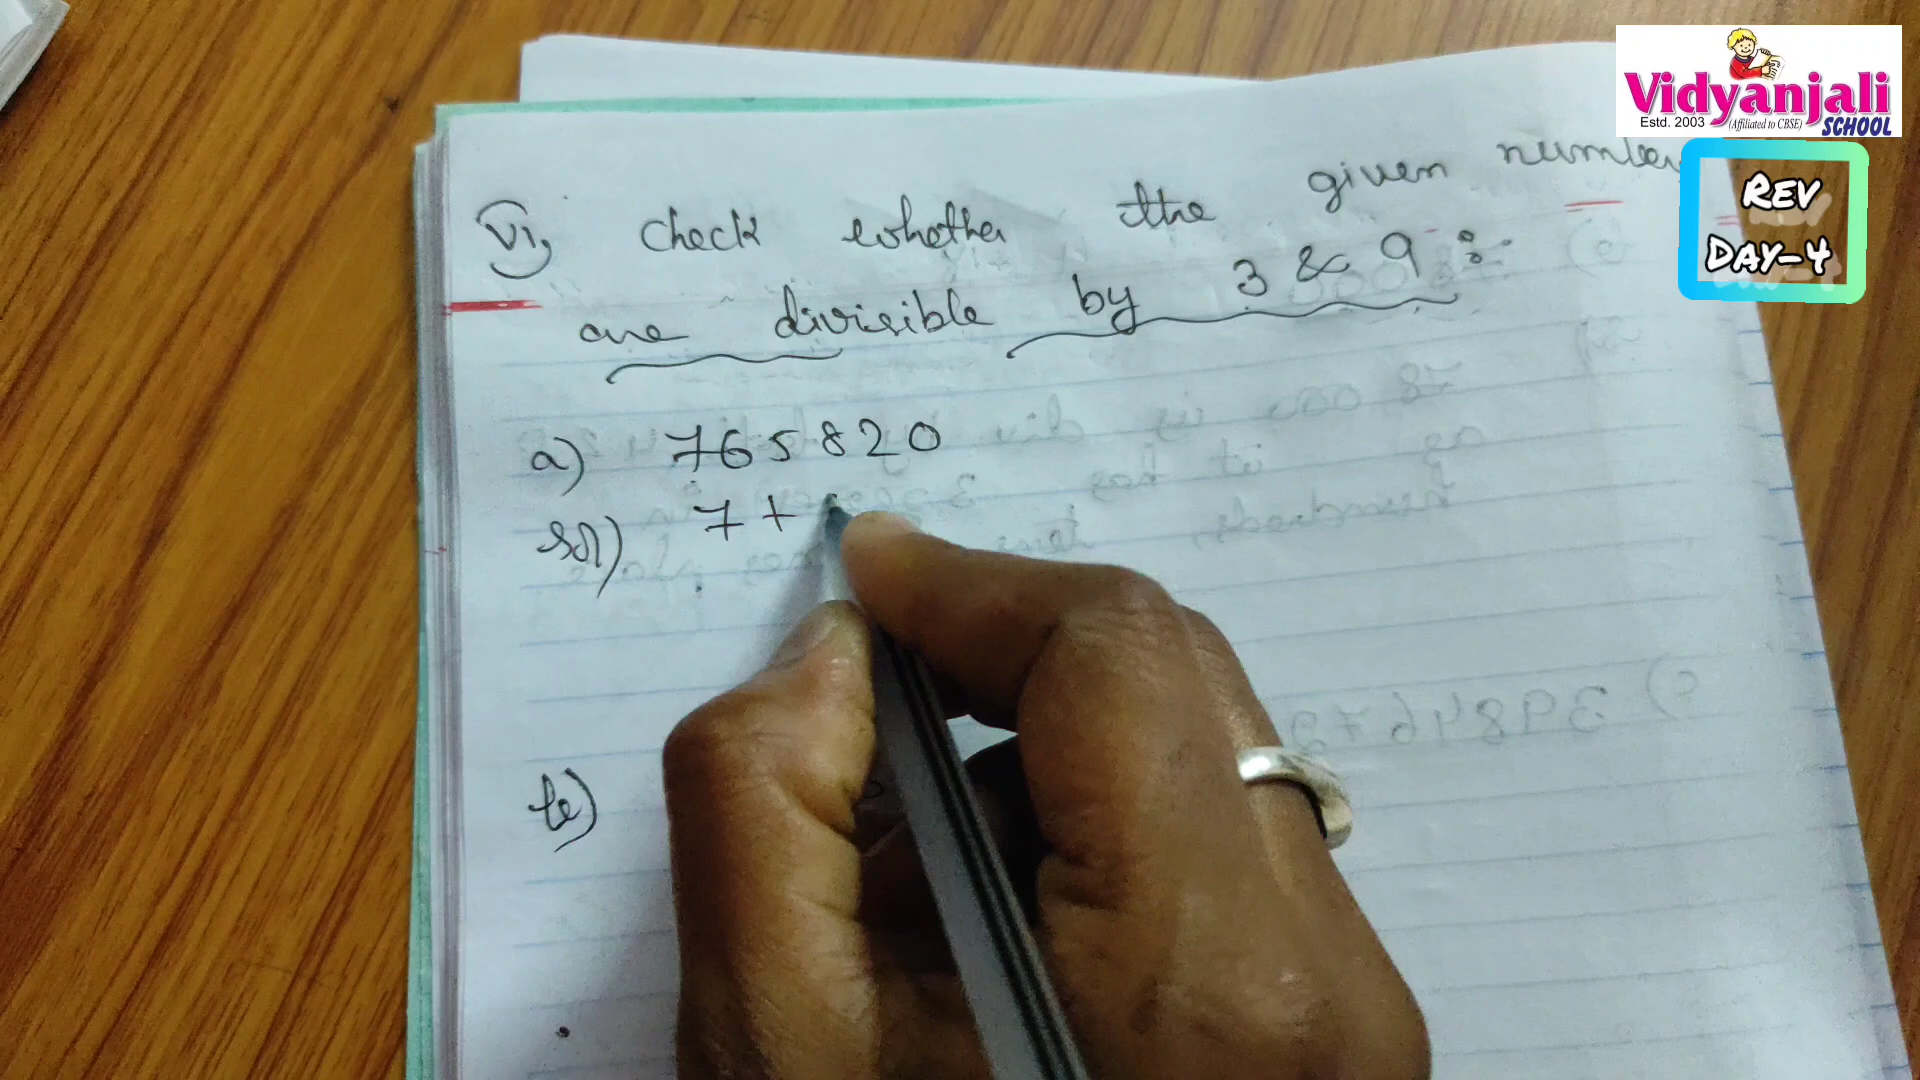 Vidyanjali
Estd. 2003 (Affiliated to CBSE) SCHOOL
REV
DAY-4
VI, check whether the given number
are divisible by 3 & 9 :-
a) 765820
sol) 7 +
b)